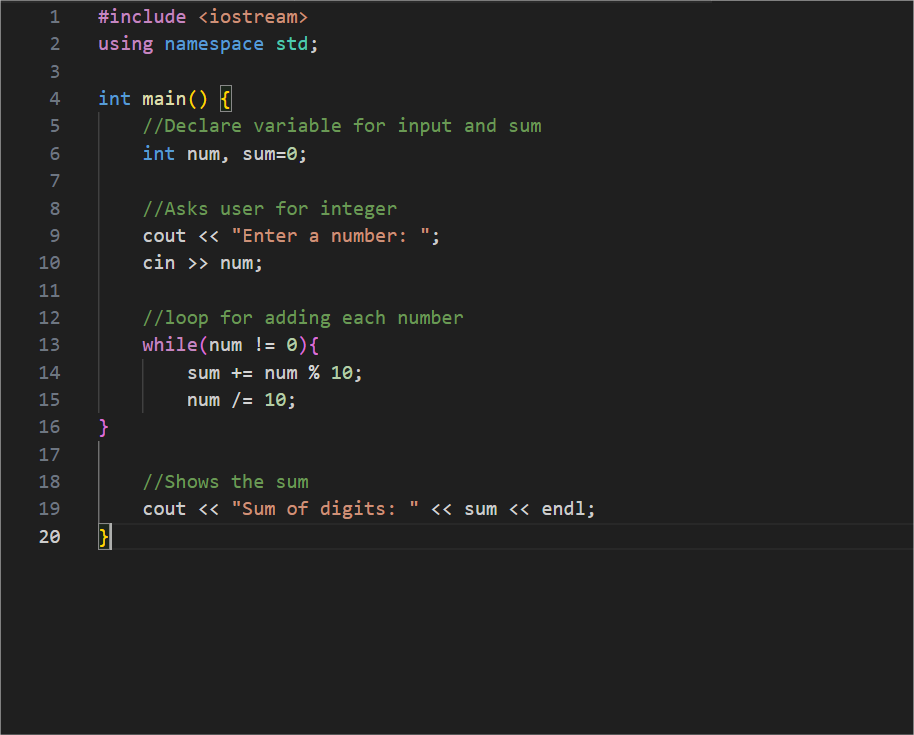 1 #include <iostream>
2 using namespace std;
3
4 int main() {
5     //Declare variable for input and sum
6     int num, sum=0;
7
8     //Asks user for integer
9     cout << "Enter a number: ";
10     cin >> num;
11
12     //loop for adding each number
13     while(num != 0){
14         sum += num % 10;
15         num /= 10;
16 }
17
18     //Shows the sum
19     cout << "Sum of digits: " << sum << endl;
20 }